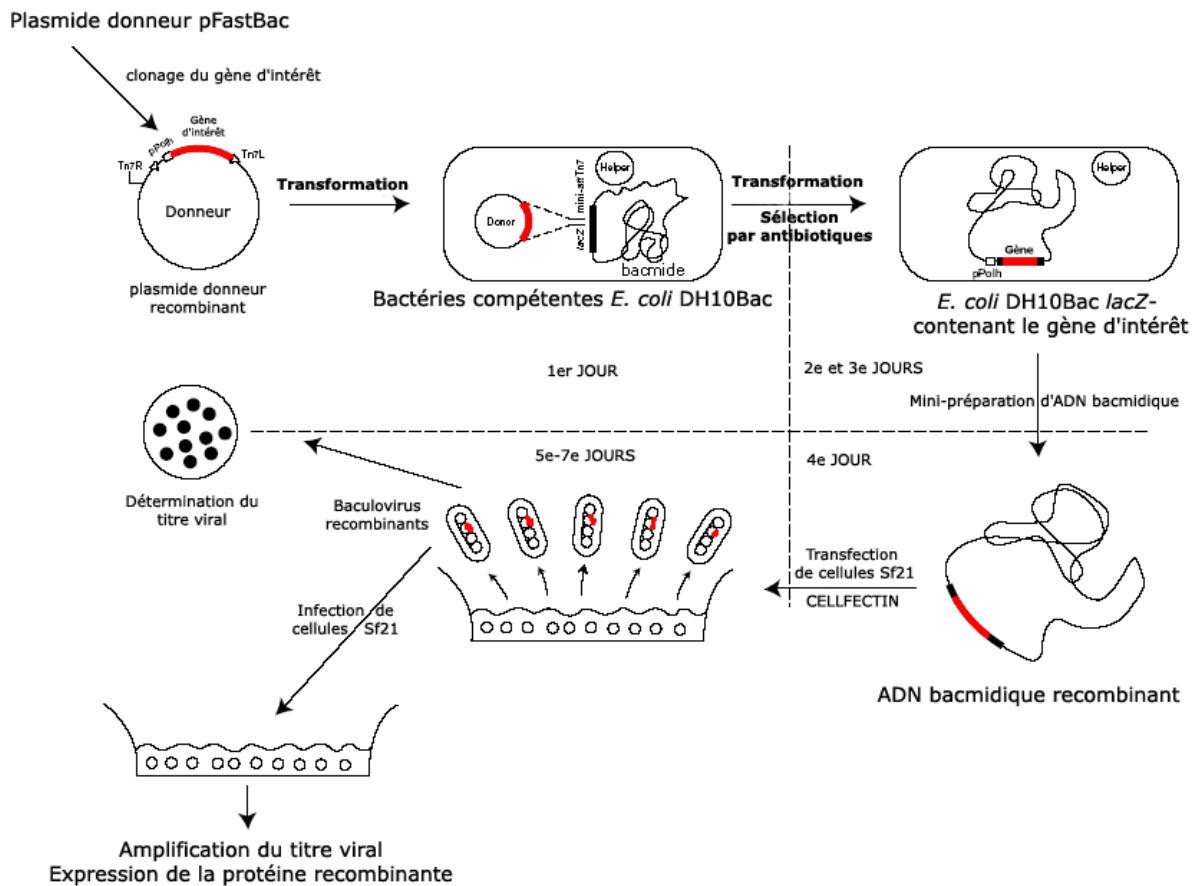 Plasmide donneur pFastBac
clonage du gène d'intérêt
Gène
d'intérêt
pPolh
Tn7R
Tn7L
Donneur
plasmide donneur
recombinant
Transformation
Helper
mini-attTn7
Donor
lacZ
bacmide
Bactéries compétentes E. coli DH10Bac
Transformation
Sélection
par antibiotiques
Helper
Gène
pPolh
E. coli DH10Bac lacZ-
contenant le gène d'intérêt
1er JOUR
2e et 3e JOURS
Mini-préparation d'ADN bacmidique
5e-7e JOURS
4e JOUR
Détermination du
titre viral
Baculovirus
recombinants
Transfection
de cellules Sf21
CELLFECTIN
Infection de
cellules Sf21
ADN bacmidique recombinant
Amplification du titre viral
Expression de la protéine recombinante